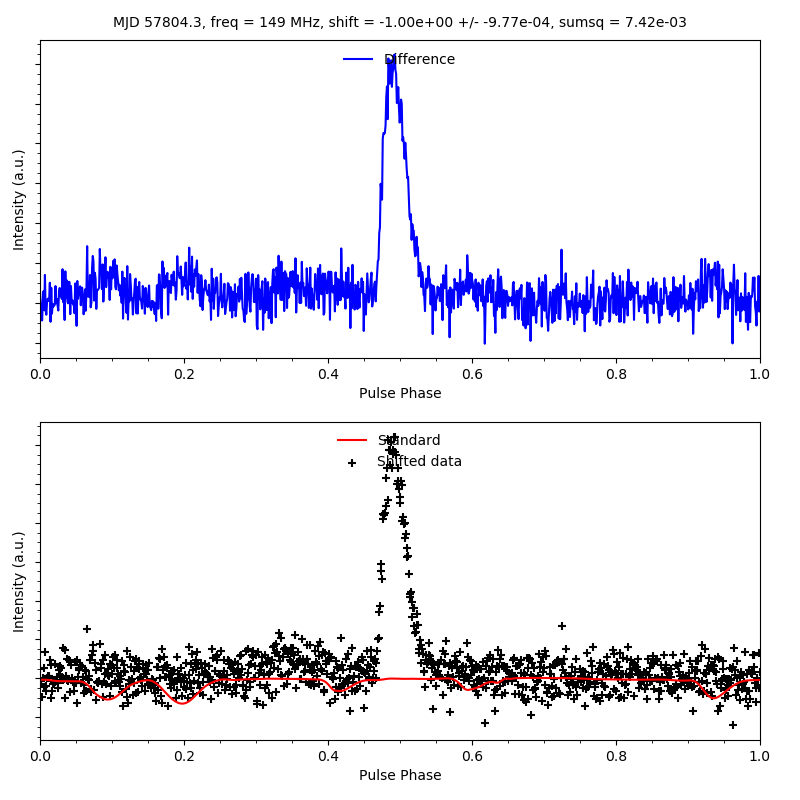 MJD 57804.3, freq = 149 MHz, shift = -1.00e+00 +/- -9.77e-04, sumsq = 7.42e-03
Difference
Intensity (a.u.)
0.0 0.2 0.4 0.6 0.8 1.0
Pulse Phase
Standard
Shifted data
Intensity (a.u.)
0.0 0.2 0.4 0.6 0.8 1.0
Pulse Phase